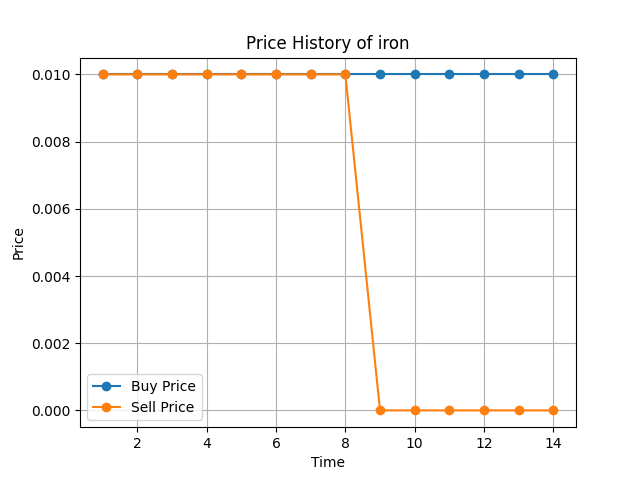 Price History of iron
0.010
0.008
0.006
0.004
0.002
0.000
Price
Buy Price
Sell Price
2 4 6 8 10 12 14
Time